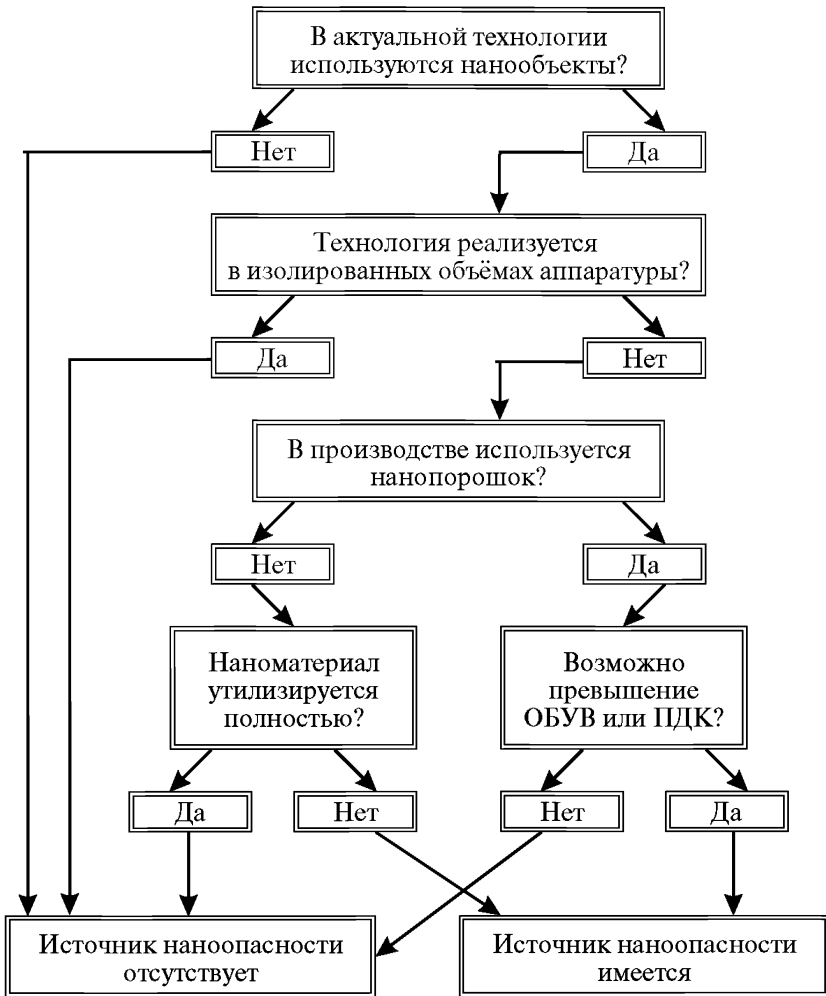 В актуальной технологии
используются нанообъекты?
Нет
Да
Технология реализуется
в изолированных объёмах аппаратуры?
Да
Нет
В производстве используется
нанопорошок?
Нет
Да
Наноматериал
утилизируется
полностью?
Возможно
превышение
ОБУВ или ПДК?
Да
Нет
Нет
Да
Источник наноопасности
отсутствует
Источник наноопасности
имеется